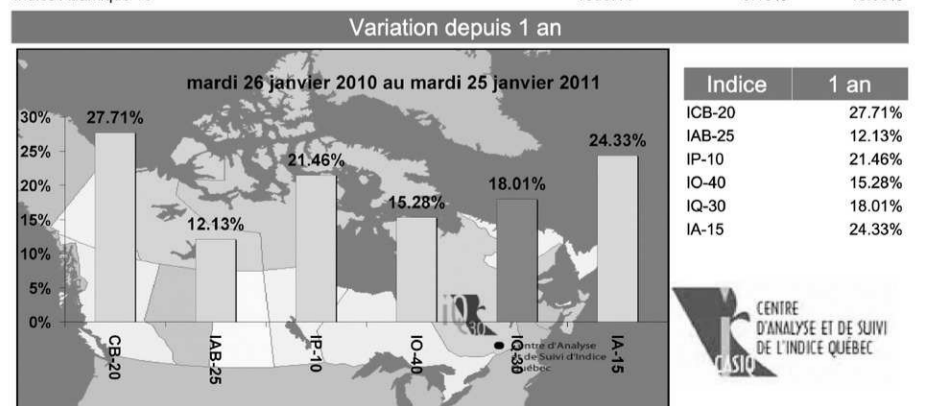 Variation depuis 1 an
mardi 26 janvier 2010 au mardi 25 janvier 2011
30%
25%
20%
15%
10%
5%
0%
27.71%
12.13%
21.46%
15.28%
18.01%
24.33%
CB-20
IAB-25
IP-10
IO-40
IQ-30
IA-15
IQ
30
Centre d'Analyse
de Suivi d'Indice
Québec
Indice 1 an
ICB-20 27.71%
IAB-25 12.13%
IP-10 21.46%
IO-40 15.28%
IQ-30 18.01%
IA-15 24.33%
CASIQ
CENTRE
D'ANALYSE ET DE SUIVI
DE L'INDICE QUÉBEC